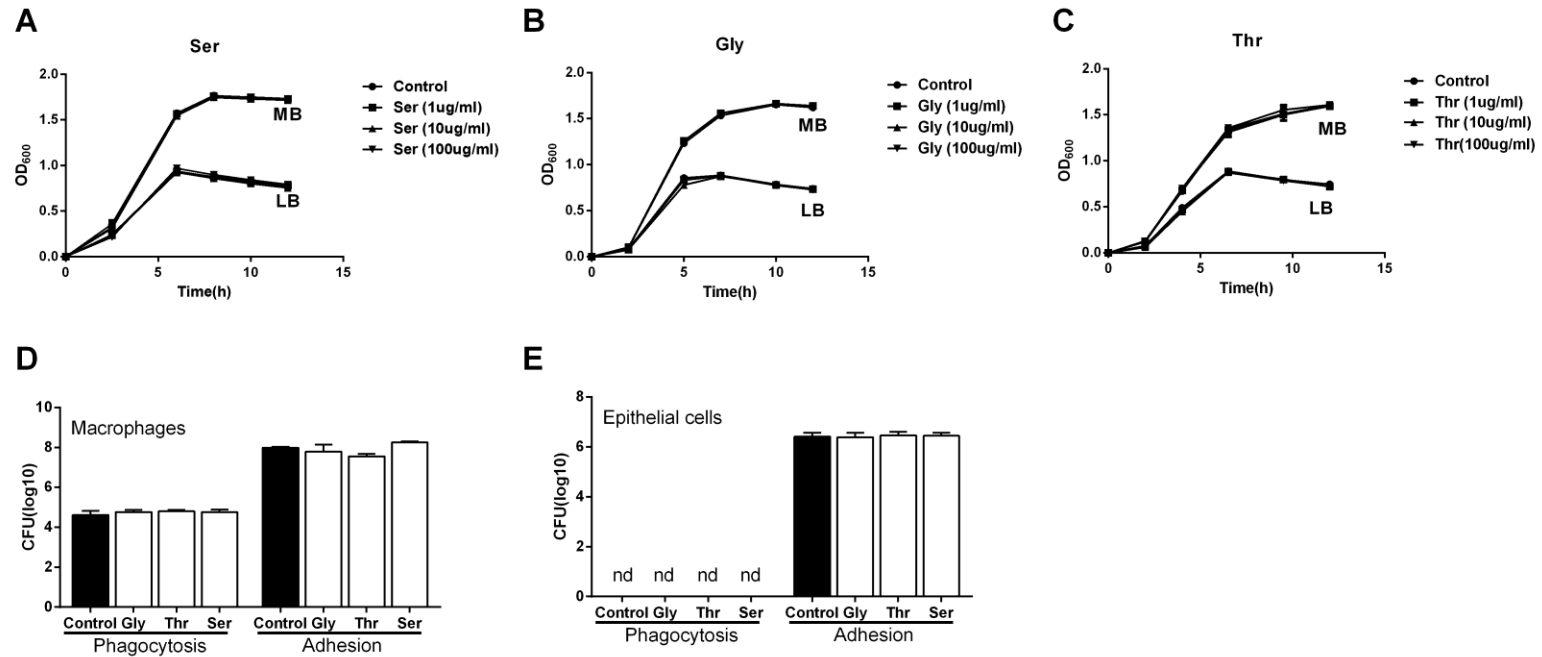 A
Ser
2.0
1.5
1.0
0.5
0.0
0
5
10
15
OD600
Time(h)
MB
LB
Control
Ser (1ug/ml)
Ser (10ug/ml)
Ser (100ug/ml)
B
Gly
2.0
1.5
1.0
0.5
0.0
0
5
10
15
OD600
Time(h)
MB
LB
Control
Gly (1ug/ml)
Gly (10ug/ml)
Gly (100ug/ml)
C
Thr
2.0
1.5
1.0
0.5
0.0
0
5
10
15
OD600
Time(h)
MB
LB
Control
Thr (1ug/ml)
Thr (10ug/ml)
Thr(100ug/ml)
D
Macrophages
10
8
6
4
2
0
CFU(log10)
Control Gly Thr Ser Control Gly Thr Ser
Phagocytosis Adhesion
E
Epithelial cells
8
6
4
2
0
CFU(log10)
nd nd nd nd
Control Gly Thr Ser Control Gly Thr Ser
Phagocytosis Adhesion